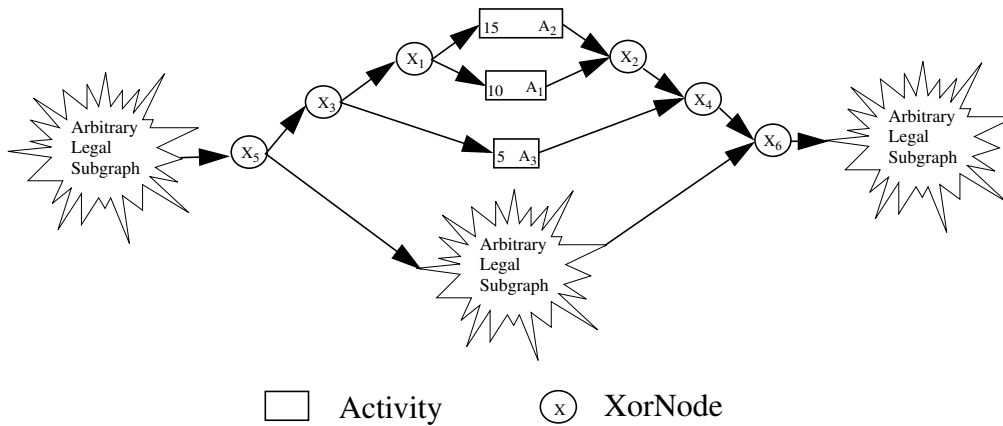 15 A₂
X₁
X₂
10 A₁
X₃
X₄
Arbitrary
Legal
Subgraph
Arbitrary
Legal
Subgraph
X₅
5 A₃
X₆
Arbitrary
Legal
Subgraph
Activity
X
XorNode